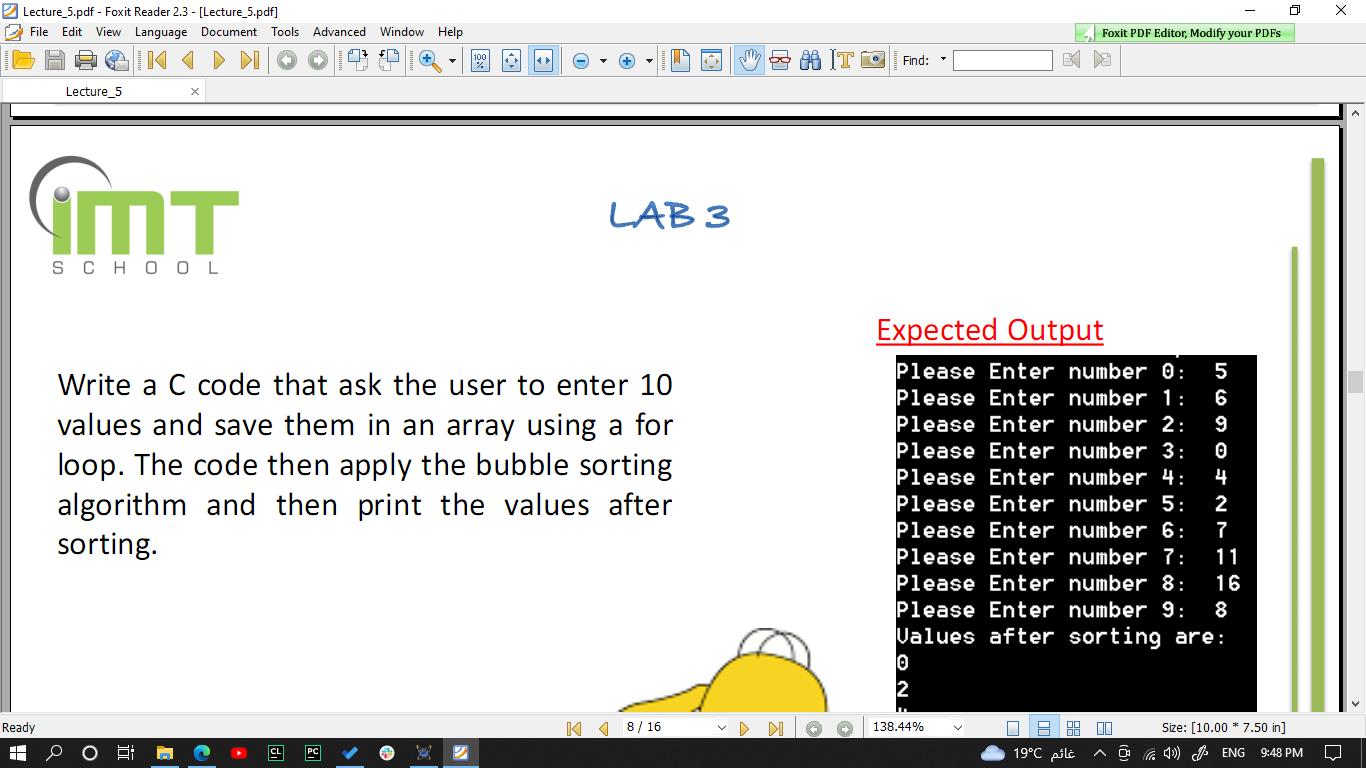 Lecture_5.pdf - Foxit Reader 2.3 - [Lecture_5.pdf]
File Edit View Language Document Tools Advanced Window Help
Foxit PDF Editor, Modify your PDFs
100 %
Find:
Lecture_5
iMT
SCHOOL
LAB 3
Expected Output
Write a C code that ask the user to enter 10
values and save them in an array using a for
loop. The code then apply the bubble sorting
algorithm and then print the values after
sorting.
Please Enter number 0: 5
Please Enter number 1: 6
Please Enter number 2: 9
Please Enter number 3: 0
Please Enter number 4: 4
Please Enter number 5: 2
Please Enter number 6: 7
Please Enter number 7: 11
Please Enter number 8: 16
Please Enter number 9: 8
Values after sorting are:
0
2
Ready
8 / 16
138.44%
Size: [10.00 * 7.50 in]
CL
PC
19°C غائم
ENG
9:48 PM